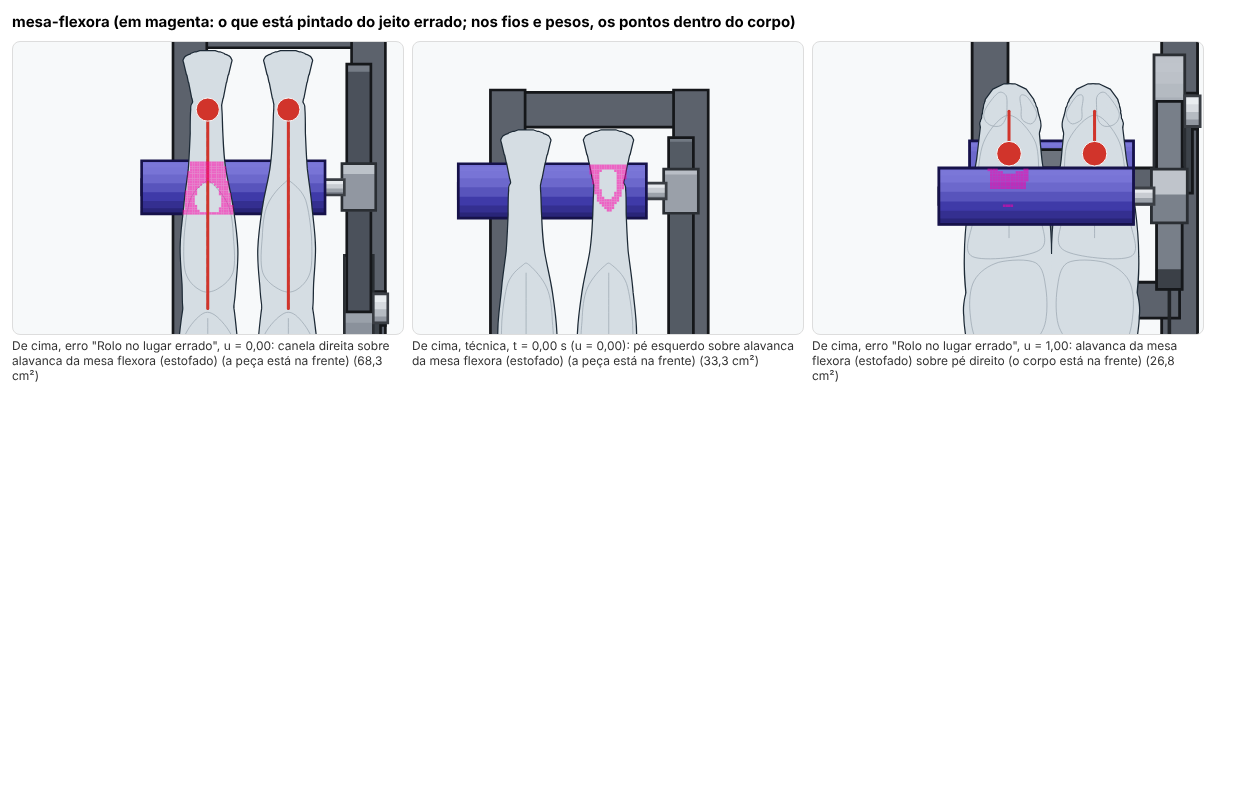 mesa-flexora (em magenta: o que está pintado do jeito errado; nos fios e pesos, os pontos dentro do corpo)
De cima, erro "Rolo no lugar errado", u = 0,00: canela direita sobre
alavanca da mesa flexora (estofado) (a peça está na frente) (68,3
cm²)
De cima, técnica, t = 0,00 s (u = 0,00): pé esquerdo sobre alavanca
da mesa flexora (estofado) (a peça está na frente) (33,3 cm²)
De cima, erro "Rolo no lugar errado", u = 1,00: alavanca da mesa
flexora (estofado) sobre pé direito (o corpo está na frente) (26,8
cm²)